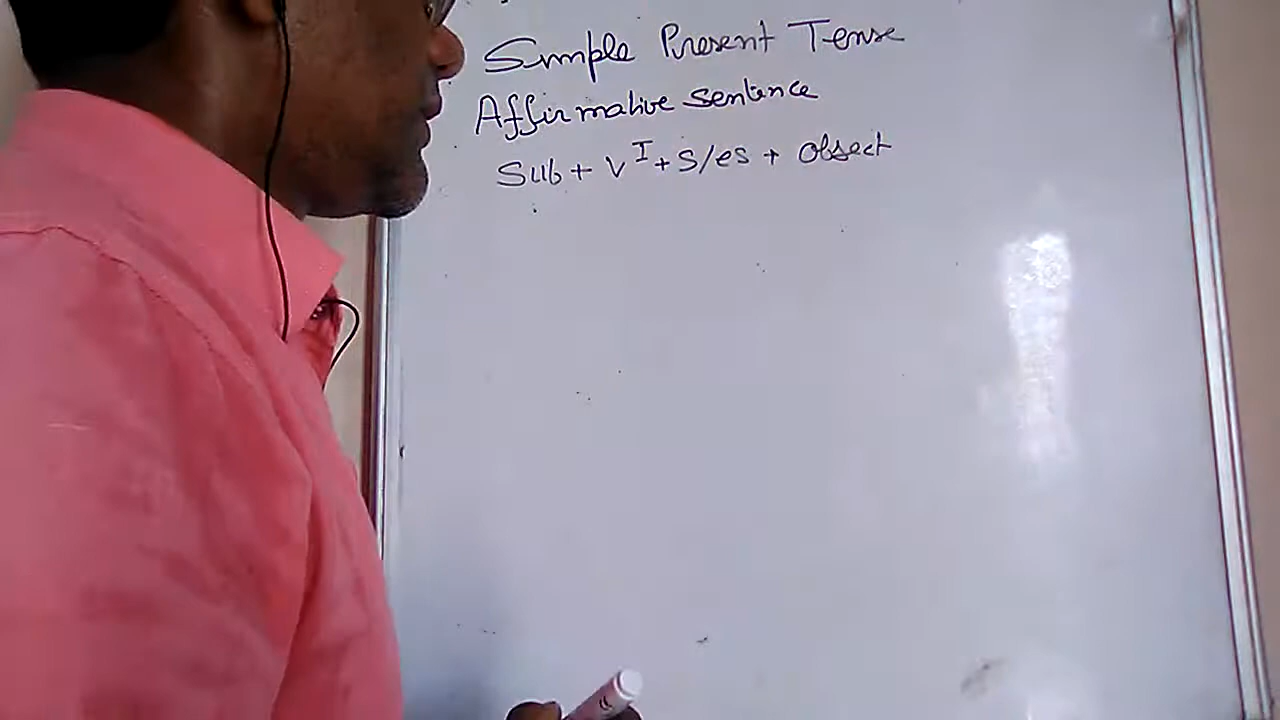 Simple Present Tense
Affirmative sentence
Sub + V I + s/es + Object